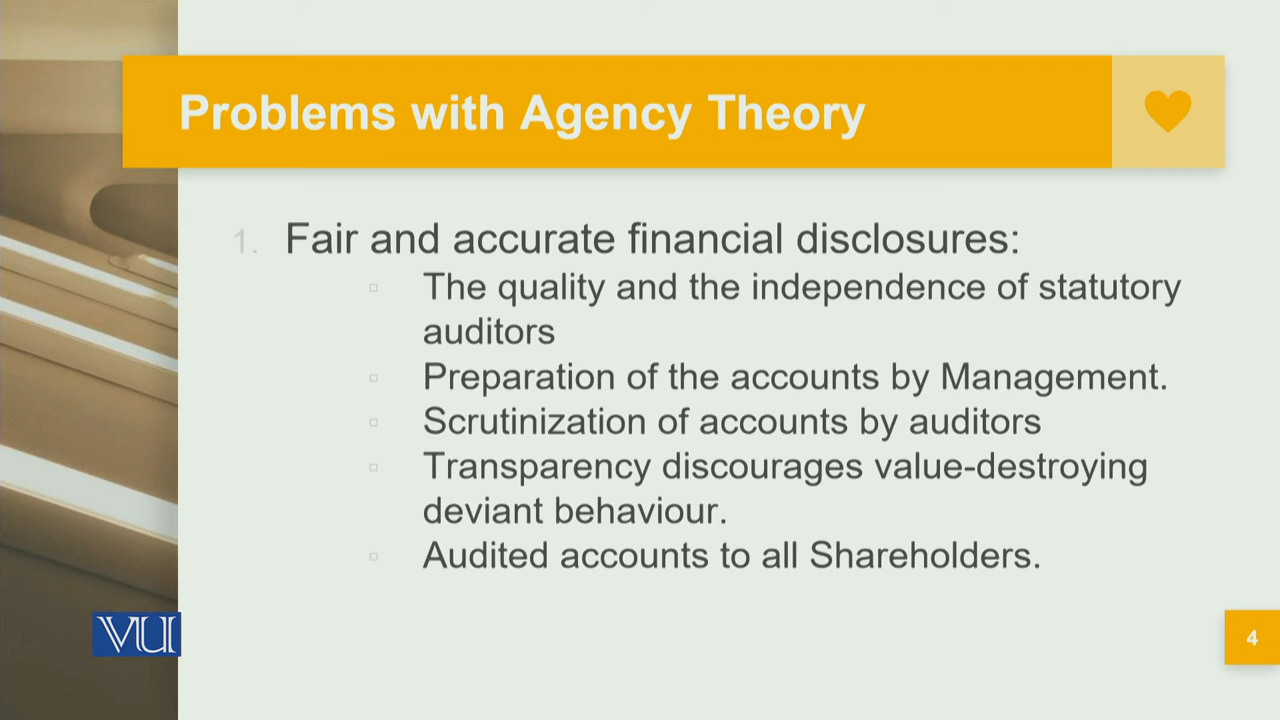 Problems with Agency Theory
1. Fair and accurate financial disclosures:
The quality and the independence of statutory
auditors
Preparation of the accounts by Management.
Scrutinization of accounts by auditors
Transparency discourages value-destroying
deviant behaviour.
Audited accounts to all Shareholders.
VU
4